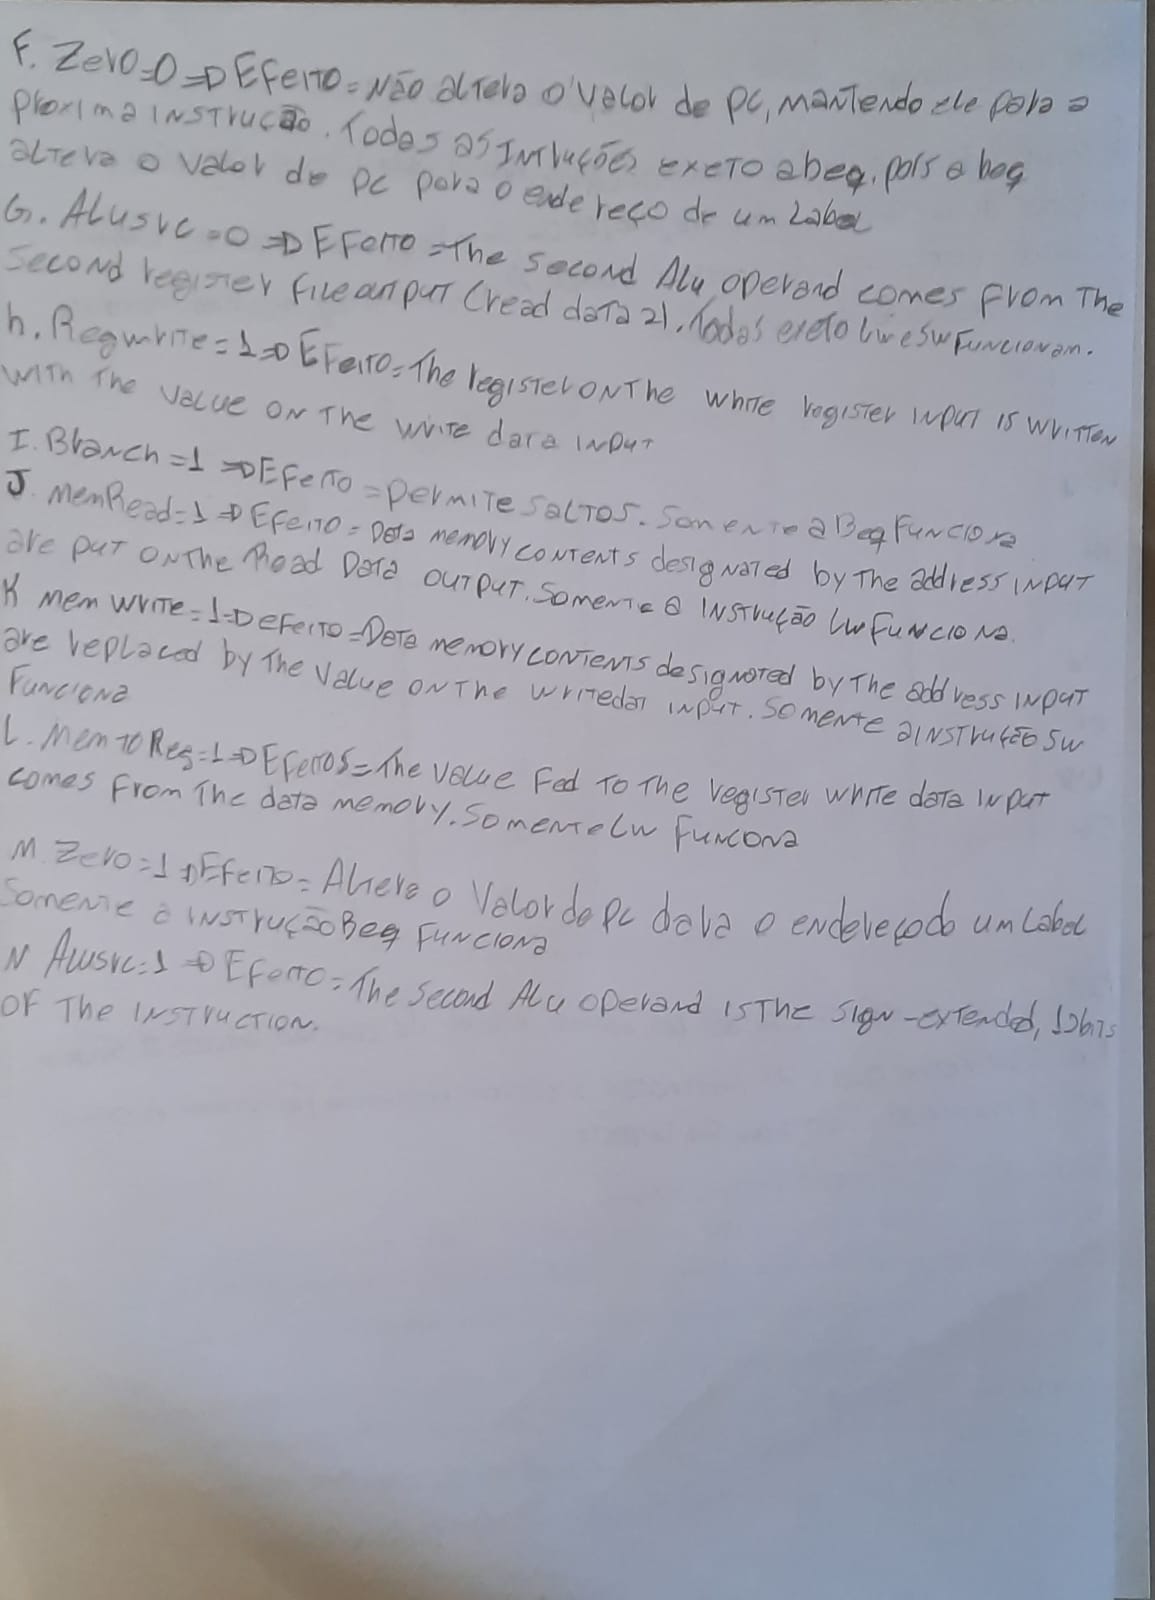 F. Zero=0 => Efeito = Não altera o valor de PC, mantendo ele para a
proxima instrução. Todas as Intruções exeto a beq, pois a beq
altera o valor de PC para o endereço de um Label
G. Alusrc=0 => Efeito = The second Alu operand comes from The
Second register file output (read data 2). Todas exeto lw e sw Funcionam.
h. Regwrite=1 => Efeito = The register on The write register input is written
with The value on The write data input
I. Branch=1 => Efeito = permite saltos. Somente a Beq Funciona
J. MemRead=1 => Efeito = Data memory contents designated by The address input
are put on the Read Data output. Somente a instrução lw funciona.
K Mem write=1 => Efeito = Data memory contents designated by The address input
are replaced by The Value on The writedat input. Somente a instrução sw
Funciona
L. Mem to Reg=1 => Efeitos = The value Fed To The register write data input
comes from The data memory. Somente lw Funcona
M. Zero=1 => Efeito = Altera o Valor do PC para o endereço do um Label
Somente a instrução Beq Funciona
N Alusrc=1 => Efeito = The second Alu operand is The sign-extended, 12bits
of The instruction.